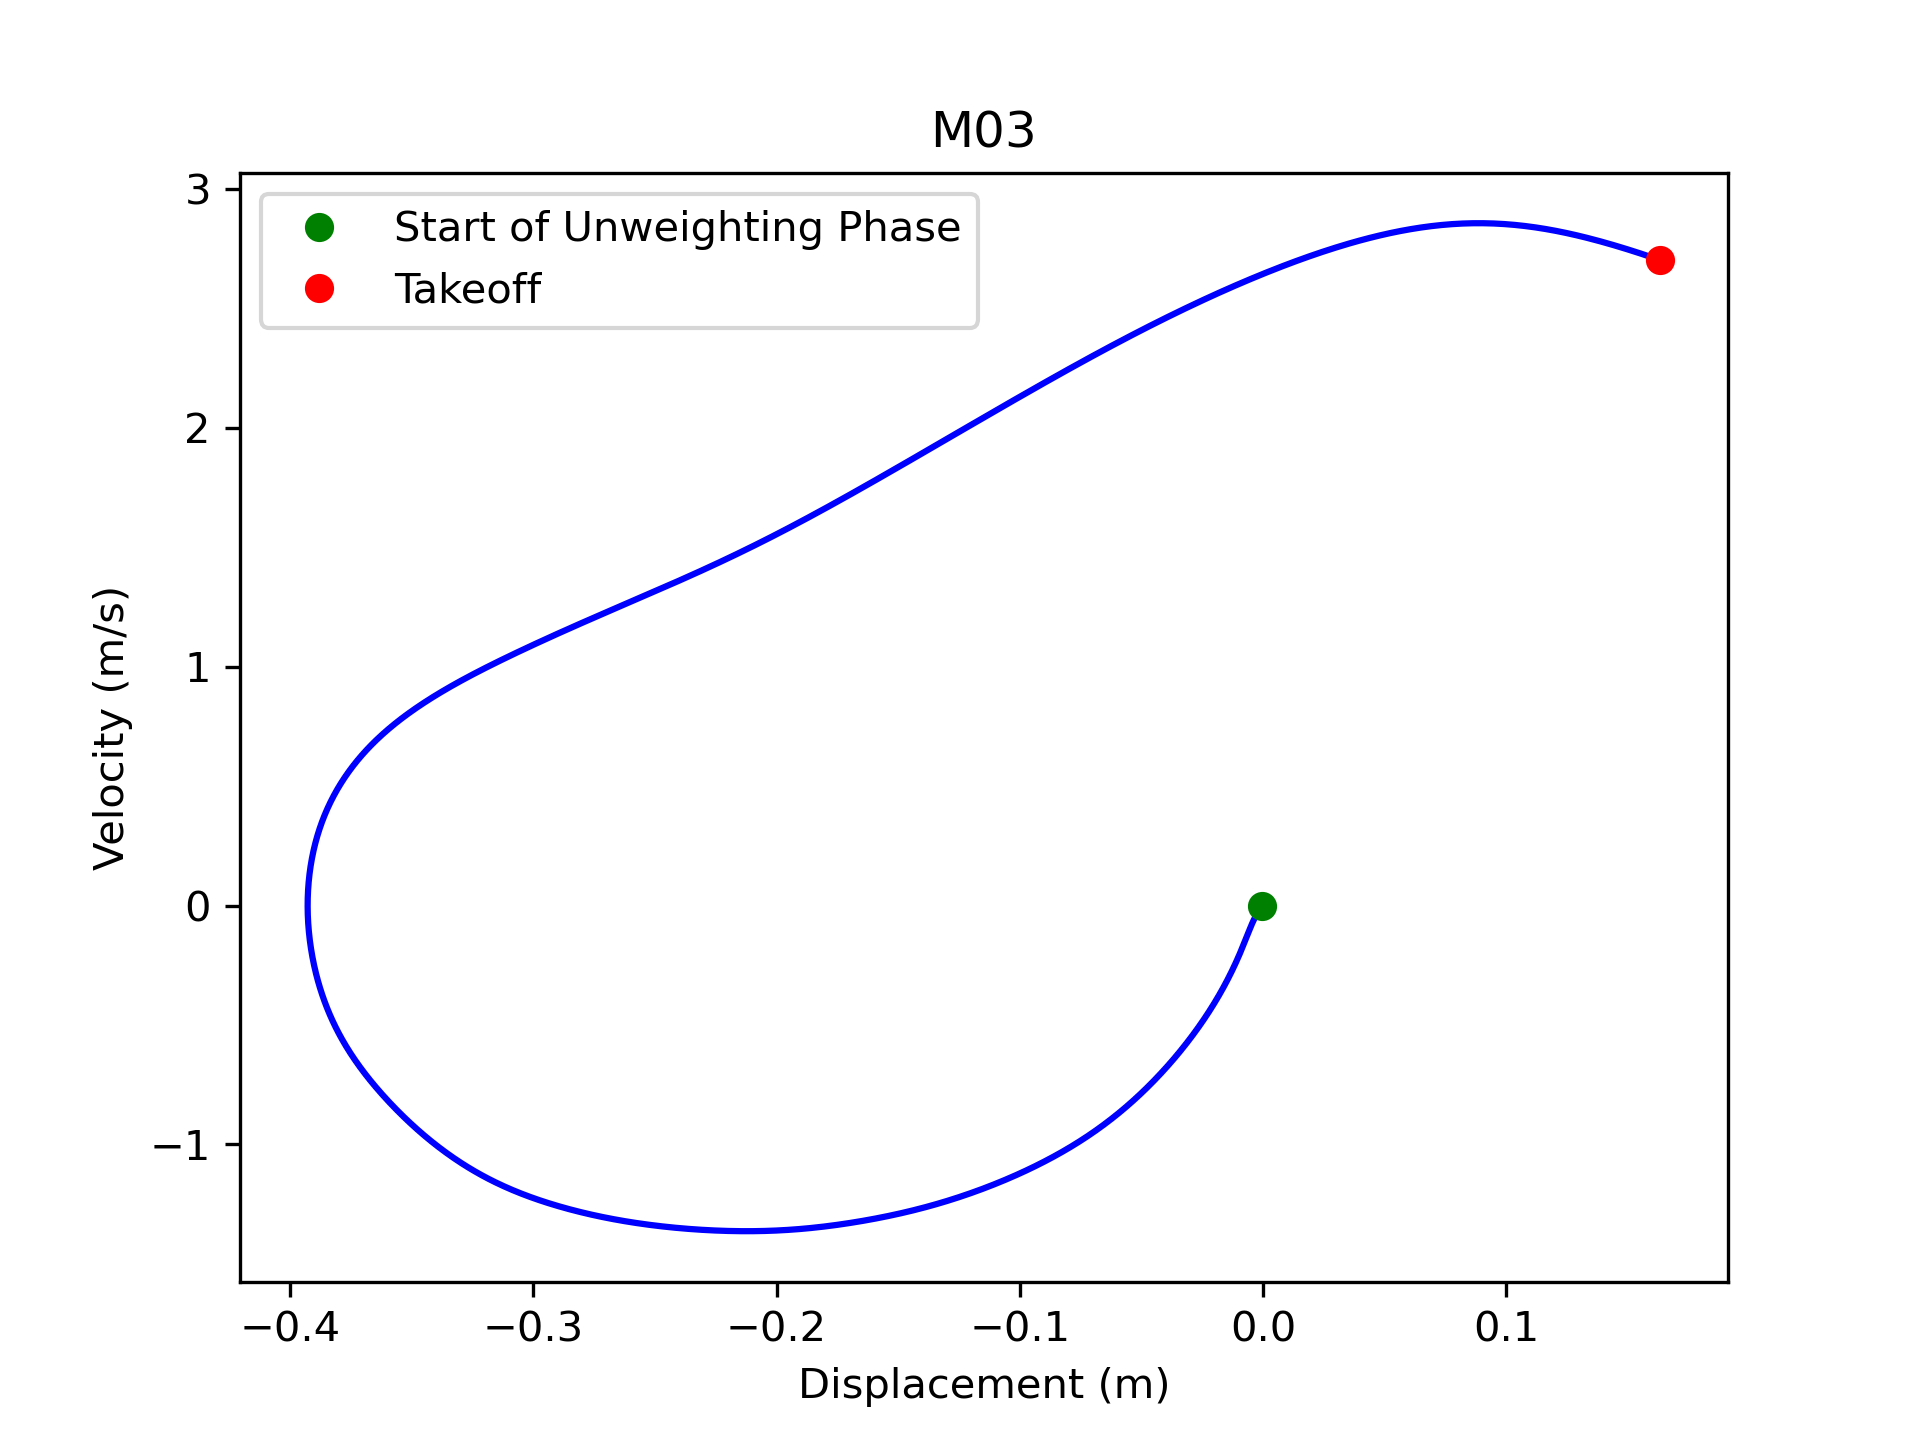 M03
3
Start of Unweighting Phase
Takeoff
2
1
0
−1
Velocity (m/s)
−0.4 −0.3 −0.2 −0.1 0.0 0.1
Displacement (m)